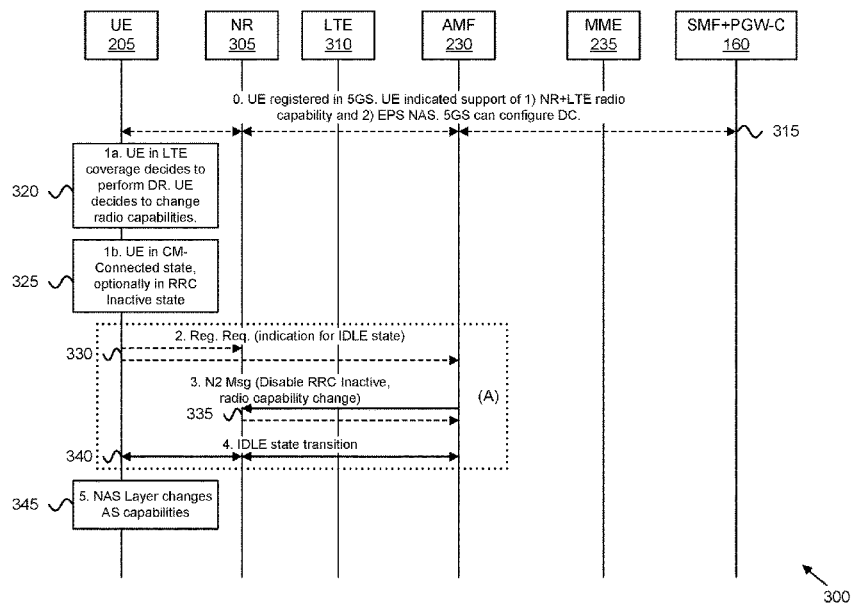 UE
205
NR
305
LTE
310
AMF
230
MME
235
SMF+PGW-C
160
0. UE registered in 5GS. UE indicated support of 1) NR+LTE radio
capability and 2) EPS NAS. 5GS can configure DC.
315
1a. UE in LTE
coverage decides to
perform DR. UE
decides to change
radio capabilities.
320
1b. UE in CM-
Connected state,
optionally in RRC
Inactive state
325
2. Reg. Req. (indication for IDLE state)
330
3. N2 Msg (Disable RRC Inactive,
radio capability change)
335
(A)
4. IDLE state transition
340
5. NAS Layer changes
AS capabilities
345
300